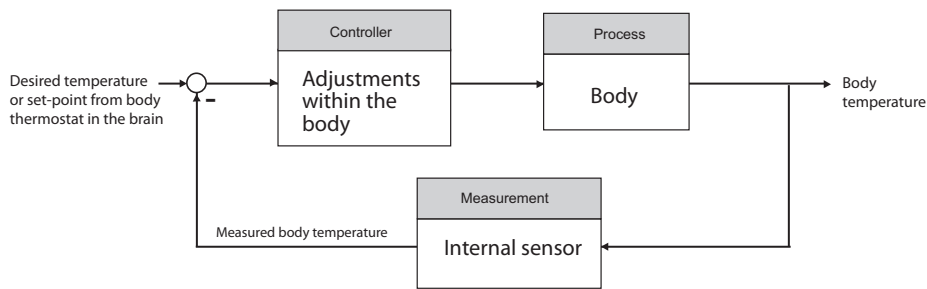 Controller
Process
Desired temperature
or set-point from body
thermostat in the brain
-
Adjustments
within the
body
Body
Body
temperature
Measurement
Internal sensor
Measured body temperature